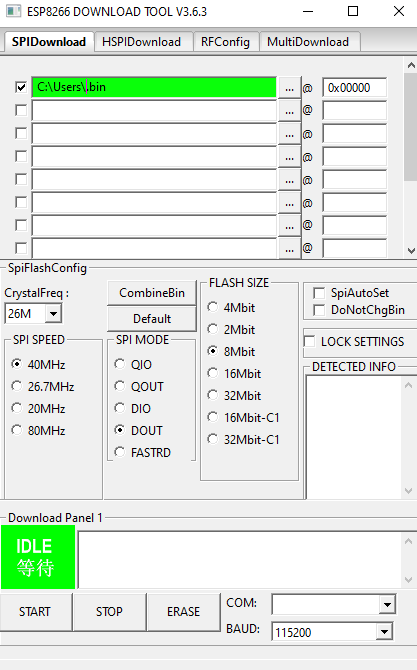 ESP8266 DOWNLOAD TOOL V3.6.3
SPIDownload HSPIDownload RFConfig MultiDownload
C:\Users\.bin ... @ 0x00000
... @
... @
... @
... @
... @
... @
... @
SpiFlashConfig
CrystalFreq :
26M
CombineBin
Default
SPI SPEED
40MHz
26.7MHz
20MHz
80MHz
SPI MODE
QIO
QOUT
DIO
DOUT
FASTRD
FLASH SIZE
4Mbit
2Mbit
8Mbit
16Mbit
32Mbit
16Mbit-C1
32Mbit-C1
SpiAutoSet
DoNotChgBin
LOCK SETTINGS
DETECTED INFO
Download Panel 1
IDLE
等待
START STOP ERASE
COM:
BAUD: 115200